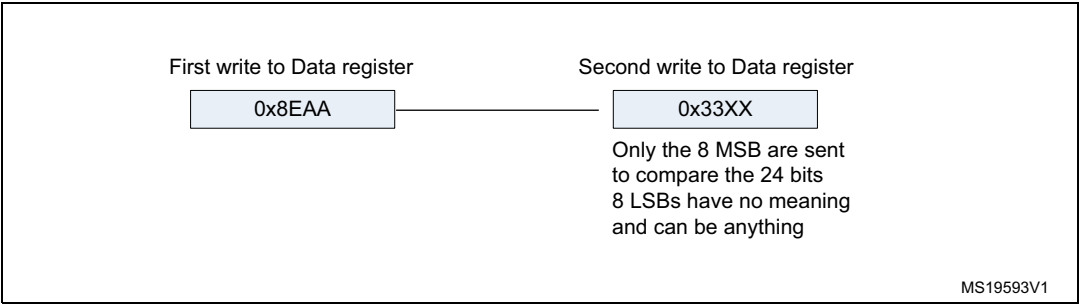 First write to Data register
Second write to Data register
0x8EAA
0x33XX
Only the 8 MSB are sent
to compare the 24 bits
8 LSBs have no meaning
and can be anything
MS19593V1